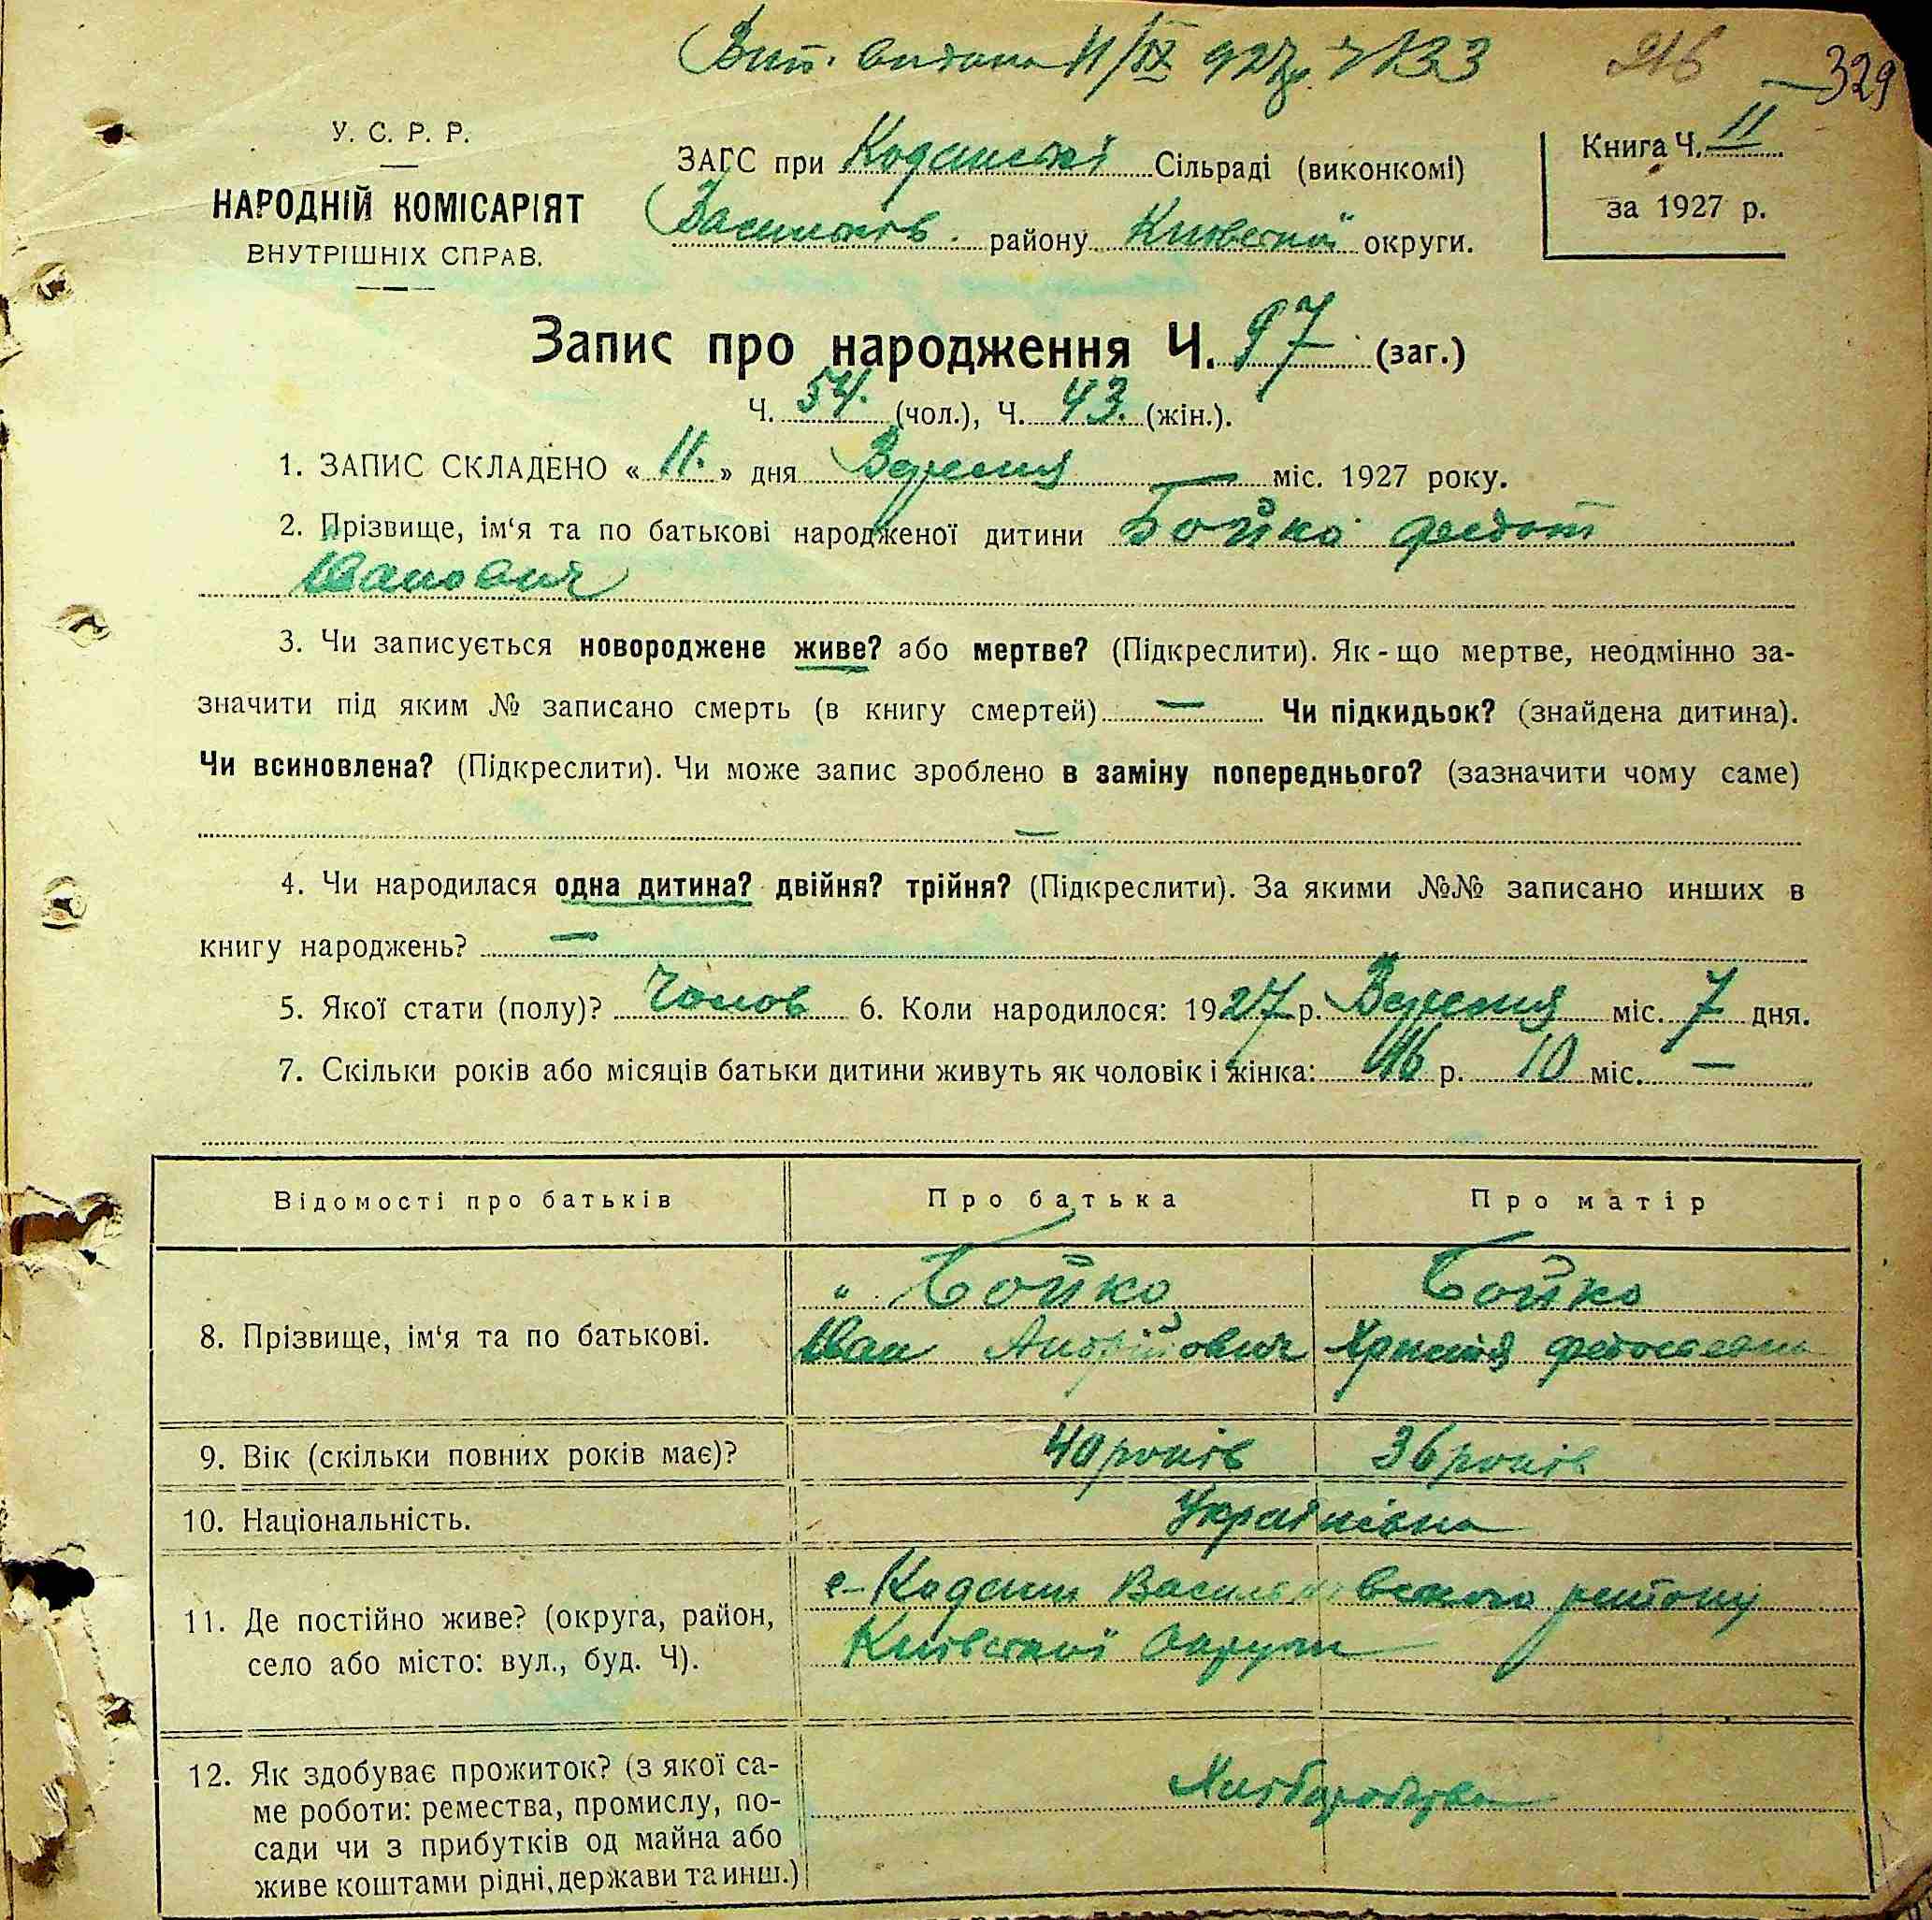 Вип. видана 11/IX 927р. 216 329
У. С. Р. Р.
НАРОДНІЙ КОМІСАРІЯТ
ВНУТРІШНІХ СПРАВ.
ЗАГС при Кодацькій Сільраді (виконкомі)
Васильків. району Київської округи.
Книга Ч. II
за 1927 р.
Запис про народження Ч. 97 (заг.)
Ч. 54. (чол.), Ч. 43. (жін.).
1. ЗАПИС СКЛАДЕНО « 11. » дня Вересня міс. 1927 року.
2. Прізвище, ім‘я та по батькові народженої дитини Бойко Федот
Іванович
3. Чи записується новороджене живе? або мертве? (Підкреслити). Як-що мертве, неодмінно за-
значити під яким № записано смерть (в книгу смертей) — Чи підкидьок? (знайдена дитина).
Чи всиновлена? (Підкреслити). Чи може запис зроблено в заміну попереднього? (зазначити чому саме)
—
4. Чи народилася одна дитина? двійня? трійня? (Підкреслити). За якими №№ записано инших в
книгу народжень? —
5. Якої стати (полу)? Чолов 6. Коли народилося: 1927 р. Вересня міс. 7 дня.
7. Скільки років або місяців батьки дитини живуть як чоловік і жінка: 16 р. 10 міс. —
Відомості про батьків Про батька Про матір
8. Прізвище, ім‘я та по батькові. " Бойко Бойко
Іван Андрійович Христя
9. Вік (скільки повних років має)? 40 років 36 років
10. Національність. Українська
11. Де постійно живе? (округа, район,
село або місто: вул., буд. Ч).
с- Кодаки Васильковського району
Київської Округи
12. Як здобуває прожиток? (з якої са-
ме роботи: ремества, промислу, по-
сади чи з прибутків од майна або
живе коштами рідні, держави та инш.)
Хліборобство